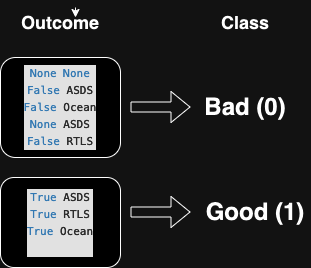 Outcome
Class
None None
False ASDS
False Ocean
None ASDS
False RTLS
Bad (0)
True ASDS
True RTLS
True Ocean
Good (1)